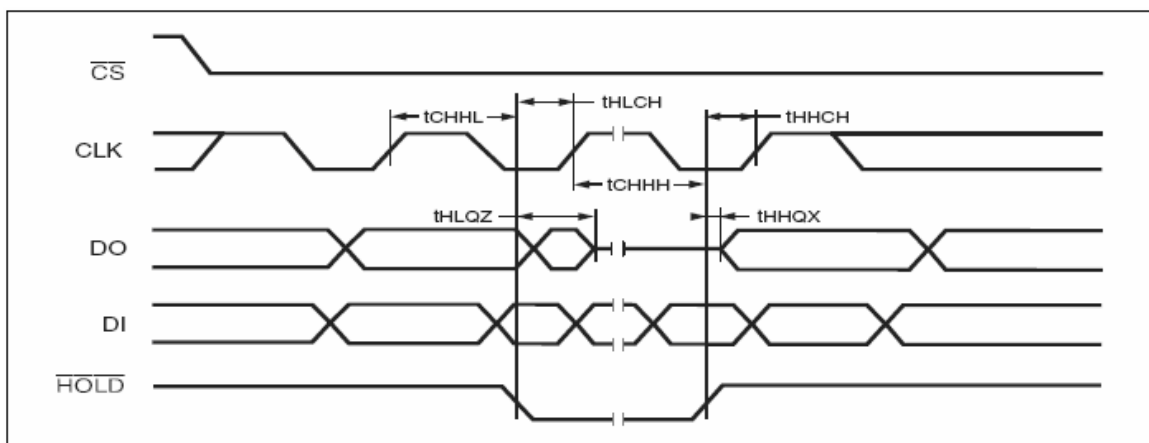 CS
tHLCH
tCHHL
tHHCH
CLK
tCHHH
tHLQZ
tHHQX
DO
DI
HOLD